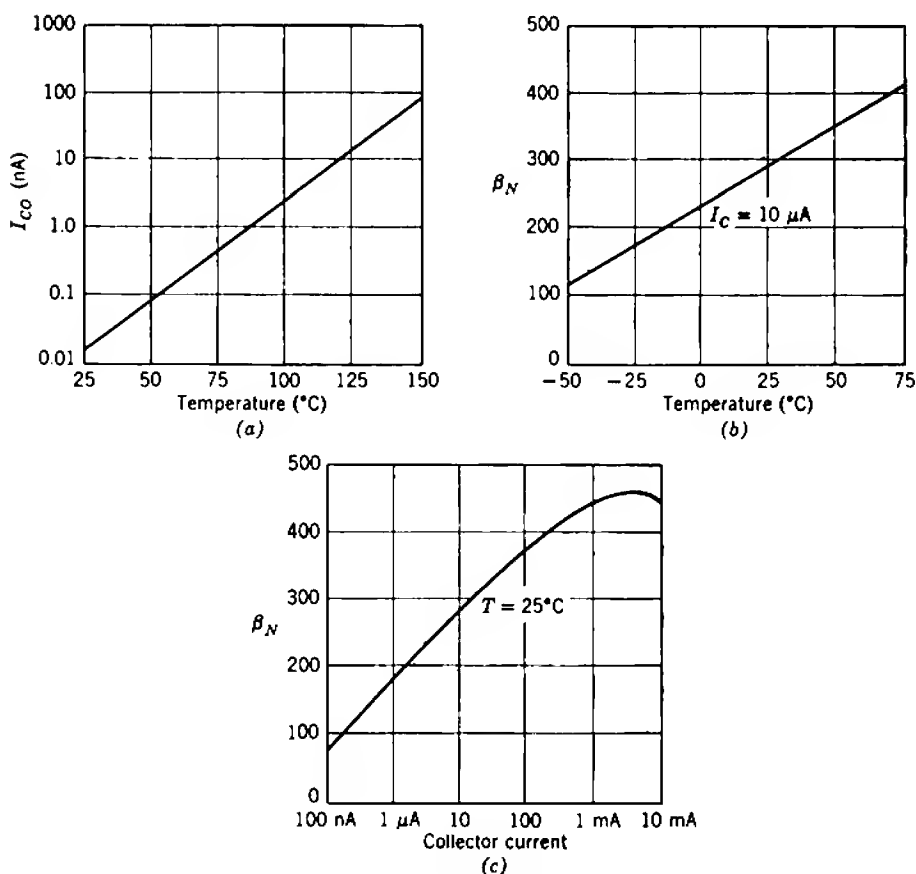 1000
100
10
1.0
0.1
0.01
I_CO (nA)
25 50 75 100 125 150
Temperature (°C)
(a)
500
400
300
200
100
0
β_N
I_C = 10 μA
−50 −25 0 25 50 75
Temperature (°C)
(b)
500
400
300
200
100
0
β_N
T = 25°C
100 nA 1 μA 10 100 1 mA 10 mA
Collector current
(c)